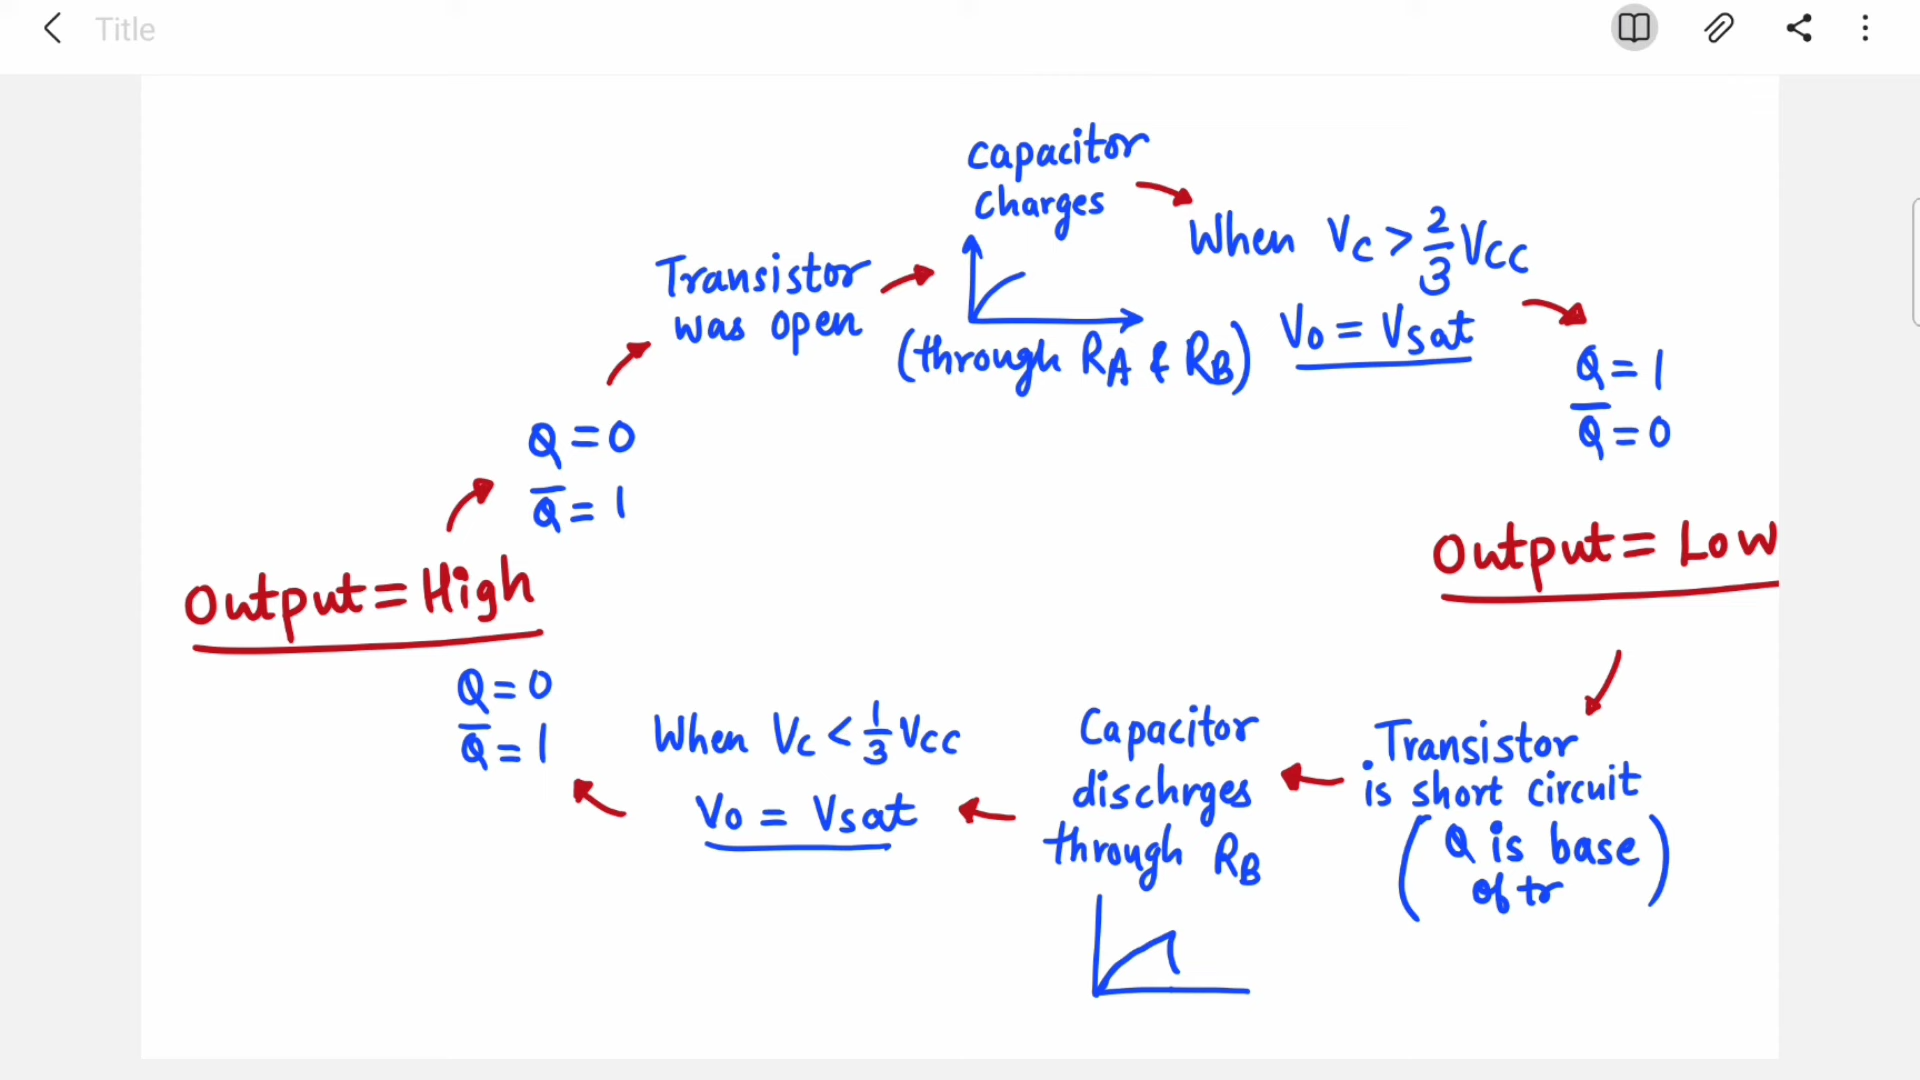 Title
Capacitor
Charges
When Vc > 2/3 Vcc
Transistor
was open
(through RA & RB)
Vo = Vsat
Q = 1
Q̅ = 0
Q = 0
Q̅ = 1
Output = High
Output = Low
Q = 0
Q̅ = 1
When Vc < 1/3 Vcc
Vo = Vsat
Capacitor
dischrges
through RB
Transistor
is short circuit
(Q is base
of tr)